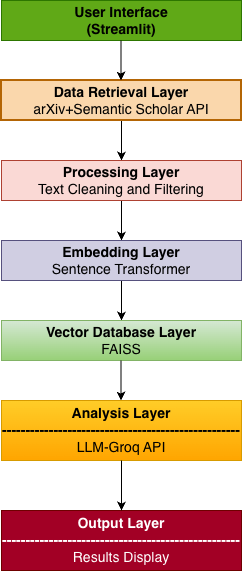 User Interface
(Streamlit)
Data Retrieval Layer
arXiv+Semantic Scholar API
Processing Layer
Text Cleaning and Filtering
Embedding Layer
Sentence Transformer
Vector Database Layer
FAISS
Analysis Layer
LLM-Groq API
Output Layer
Results Display